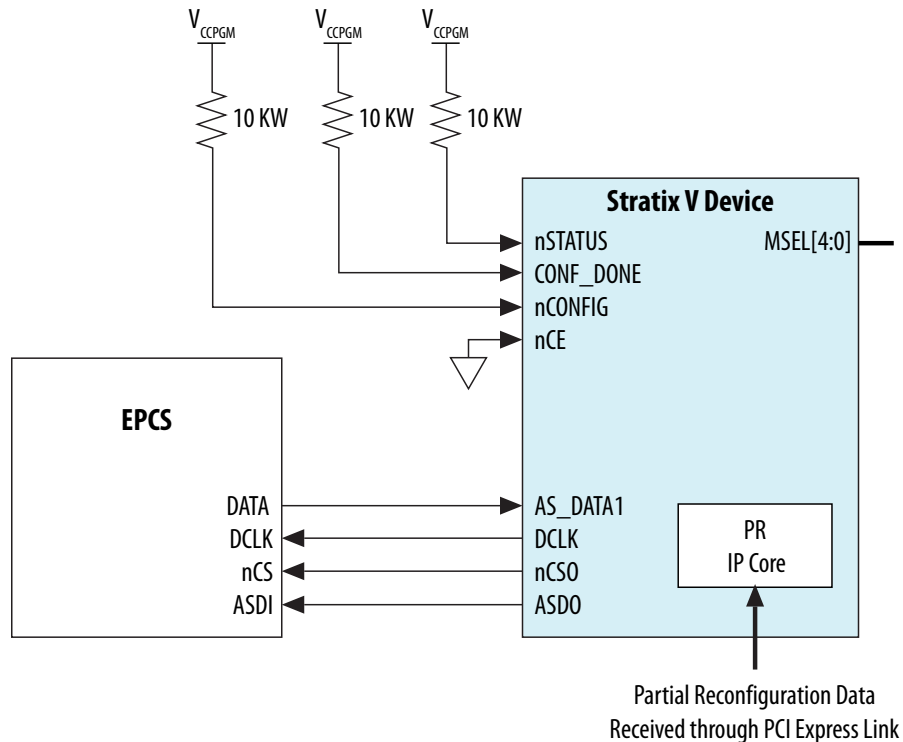 VCCPGM VCCPGM VCCPGM
10 KW 10 KW 10 KW
Stratix V Device
nSTATUS MSEL[4:0]
CONF_DONE
nCONFIG
nCE
EPCS
DATA AS_DATA1
DCLK DCLK
nCS nCSO
ASDI ASDO
PR
IP Core
Partial Reconfiguration Data
Received through PCI Express Link